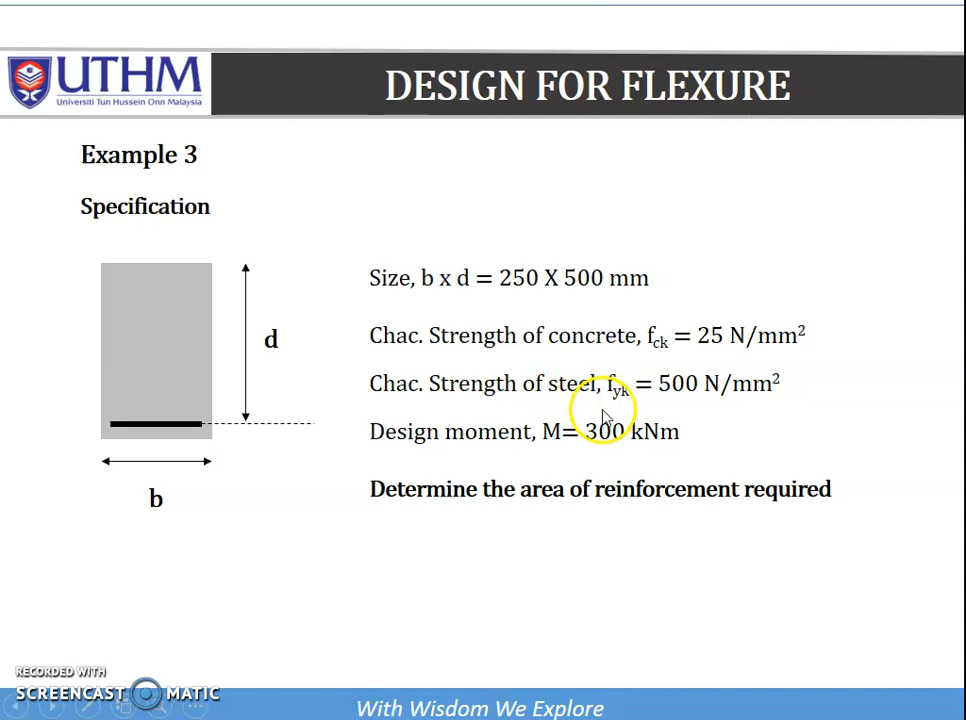 UTHM
Universiti Tun Hussein Onn Malaysia
DESIGN FOR FLEXURE
Example 3
Specification
Size, b x d = 250 X 500 mm
Chac. Strength of concrete, fck = 25 N/mm²
d
Chac. Strength of steel, fyk = 500 N/mm²
Design moment, M= 300 kNm
Determine the area of reinforcement required
b
RECORDED WITH
SCREENCAST MATIC
With Wisdom We Explore